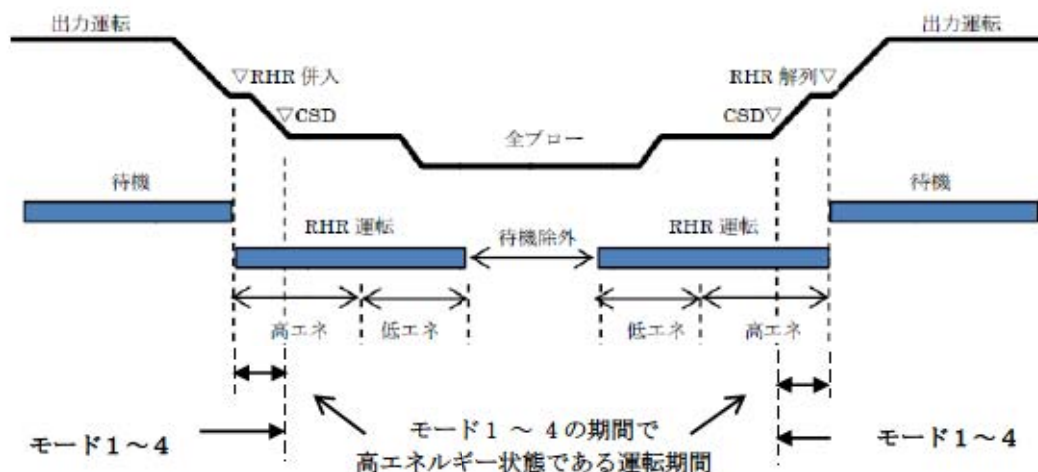 出力運転
出力運転
▽RHR 併入
RHR 解列▽
▽CSD
CSD▽
全ブロー
待機
待機
RHR 運転
待機除外
RHR 運転
高エネ
低エネ
低エネ
高エネ
モード1～4
モード1 ～ 4の期間で
高エネルギー状態である運転期間
モード1～4